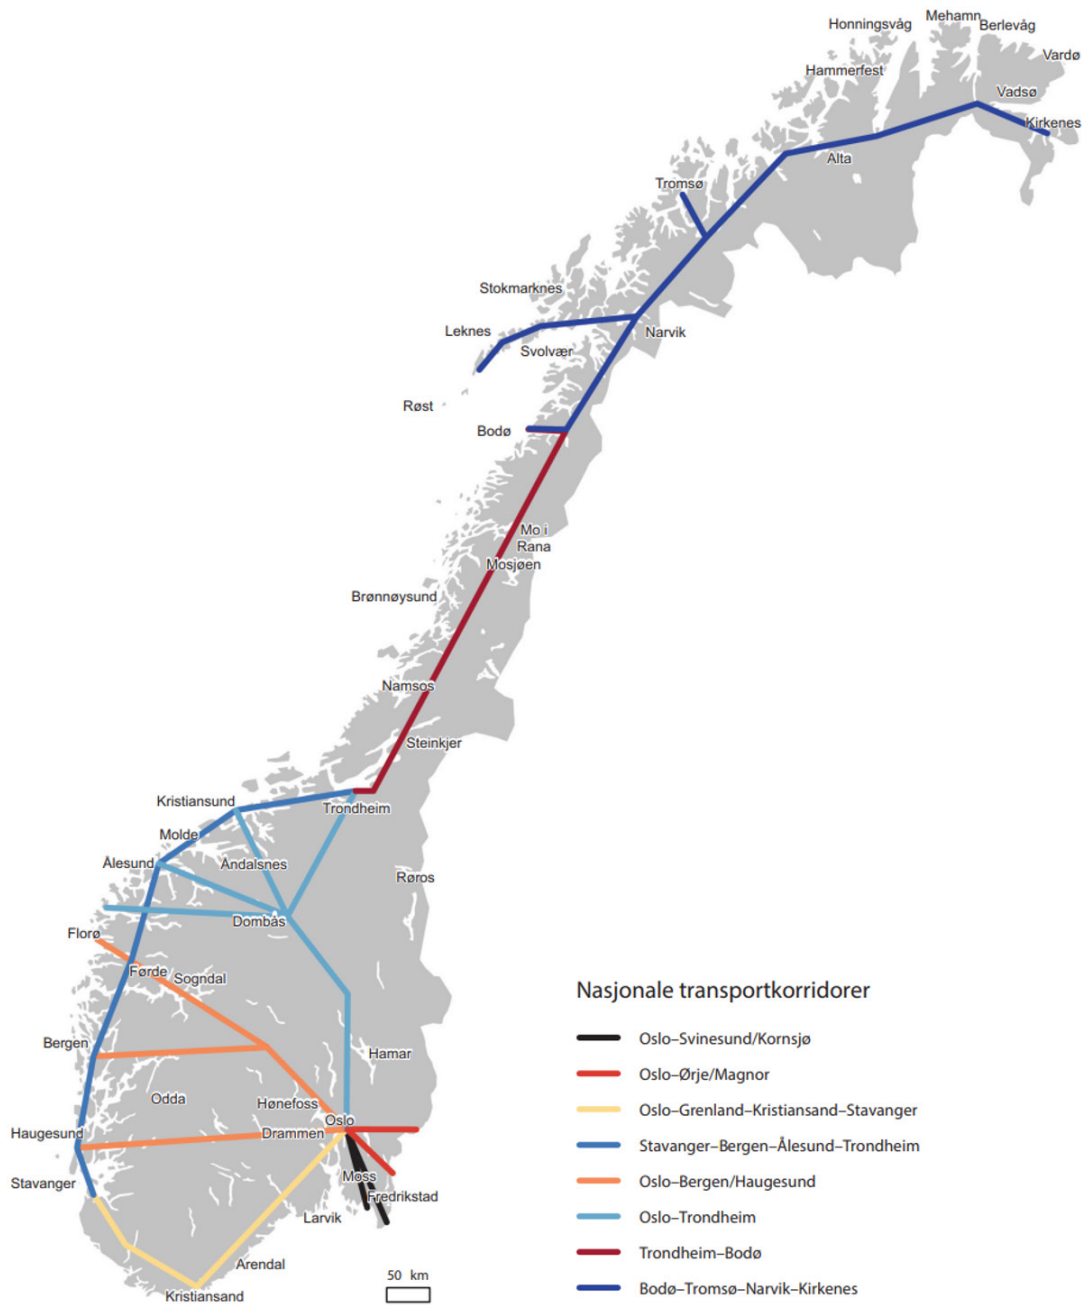 Mehamn
Honningsvåg
Berlevåg
Vardø
Hammerfest
Vadsø
Kirkenes
Alta
Tromsø
Stokmarknes
Leknes
Narvik
Svolvær
Røst
Bodø
Mo i
Rana
Mosjøen
Brønnøysund
Namsos
Steinkjer
Kristiansund
Trondheim
Molde
Ålesund
Åndalsnes
Røros
Dombås
Florø
Førde
Sogndal
Bergen
Hamar
Odda
Hønefoss
Oslo
Haugesund
Drammen
Moss
Stavanger
Fredrikstad
Larvik
Arendal
Kristiansand
50 km
Nasjonale transportkorridorer
Oslo–Svinesund/Kornsjø
Oslo–Ørje/Magnor
Oslo–Grenland–Kristiansand–Stavanger
Stavanger–Bergen–Ålesund–Trondheim
Oslo–Bergen/Haugesund
Oslo–Trondheim
Trondheim–Bodø
Bodø–Tromsø–Narvik–Kirkenes